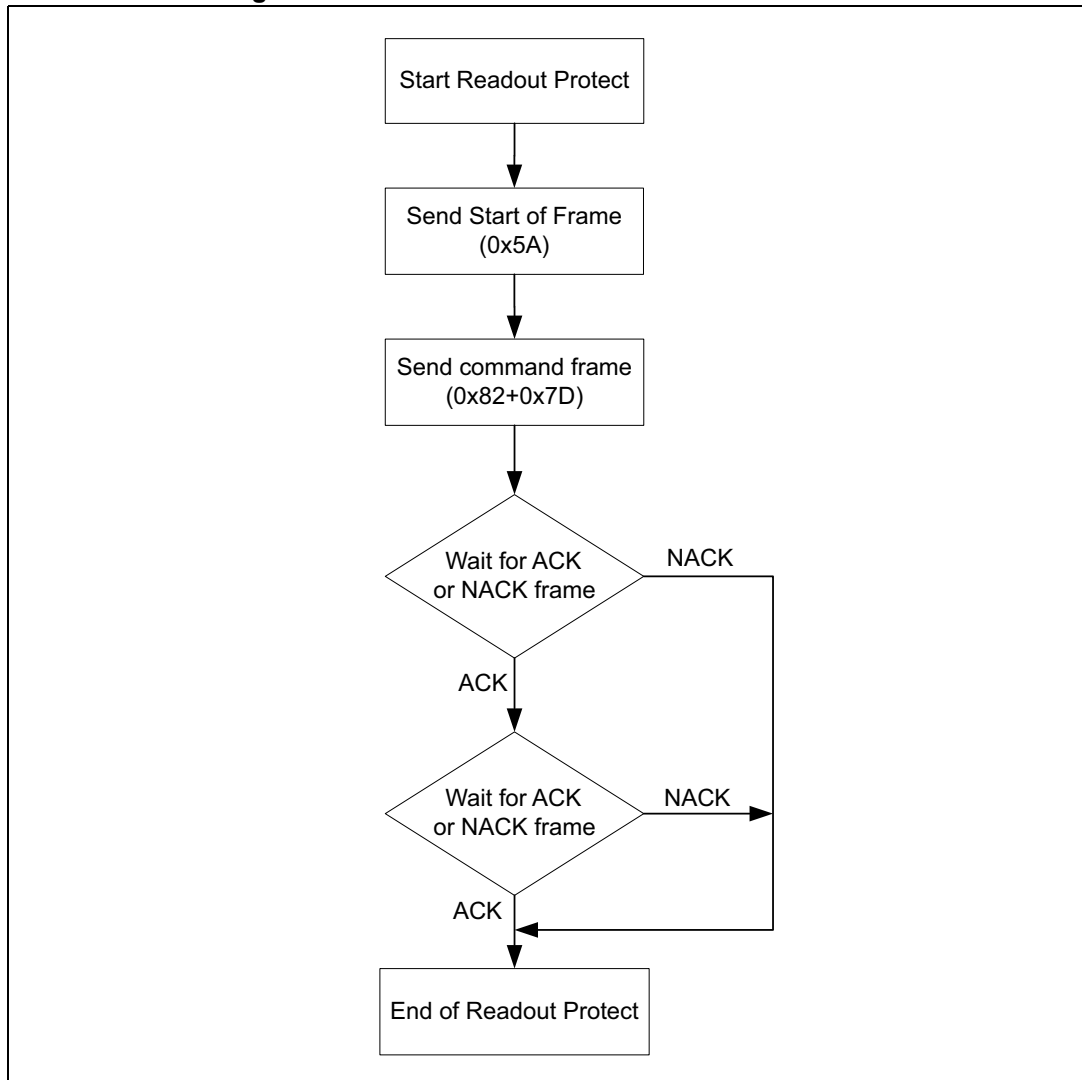 Start Readout Protect
Send Start of Frame
(0x5A)
Send command frame
(0x82+0x7D)
Wait for ACK
or NACK frame
NACK
ACK
Wait for ACK
or NACK frame
NACK
ACK
End of Readout Protect